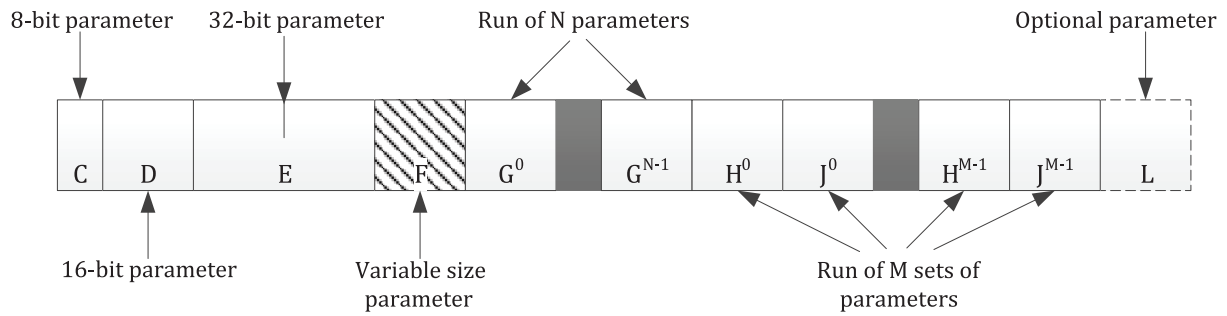 8-bit parameter
32-bit parameter
Run of N parameters
Optional parameter
C
D
E
F
G⁰
Gᴺ⁻¹
H⁰
J⁰
Hᴹ⁻¹
Jᴹ⁻¹
L
16-bit parameter
Variable size
parameter
Run of M sets of
parameters